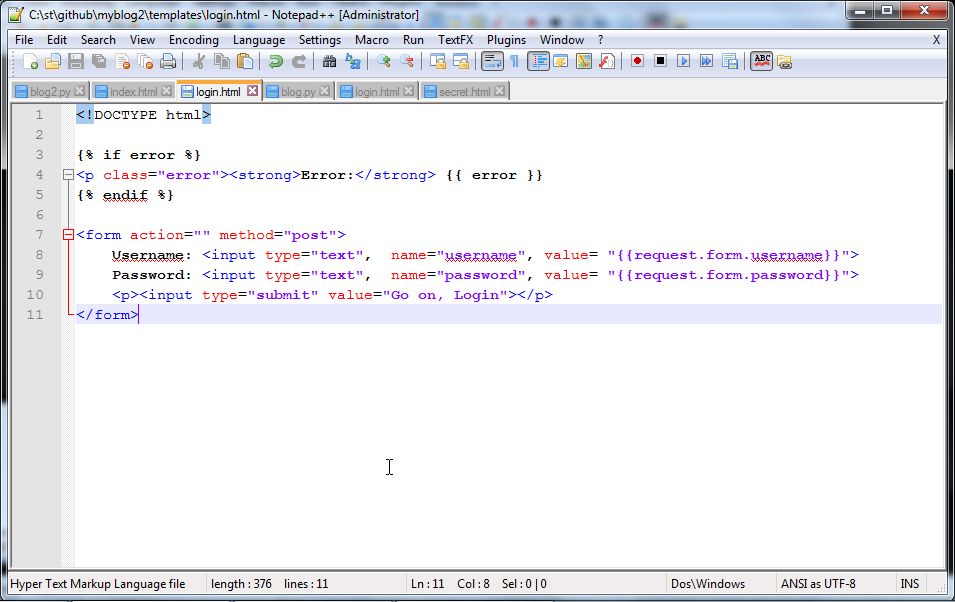 C:\st\github\myblog2\templates\login.html - Notepad++ [Administrator]
File Edit Search View Encoding Language Settings Macro Run TextFX Plugins Window ? X
ABC
blog2.py index.html login.html blog.py login.html secret.html
1 <!DOCTYPE html>
2
3 {% if error %}
4 <p class="error"><strong>Error:</strong> {{ error }}
5 {% endif %}
6
7 <form action="" method="post">
8 Username: <input type="text", name="username", value= "{{request.form.username}}">
9 Password: <input type="text", name="password", value= "{{request.form.password}}">
10 <p><input type="submit" value="Go on, Login"></p>
11 </form>
Hyper Text Markup Language file length : 376 lines : 11 Ln : 11 Col : 8 Sel : 0 | 0 Dos\Windows ANSI as UTF-8 INS